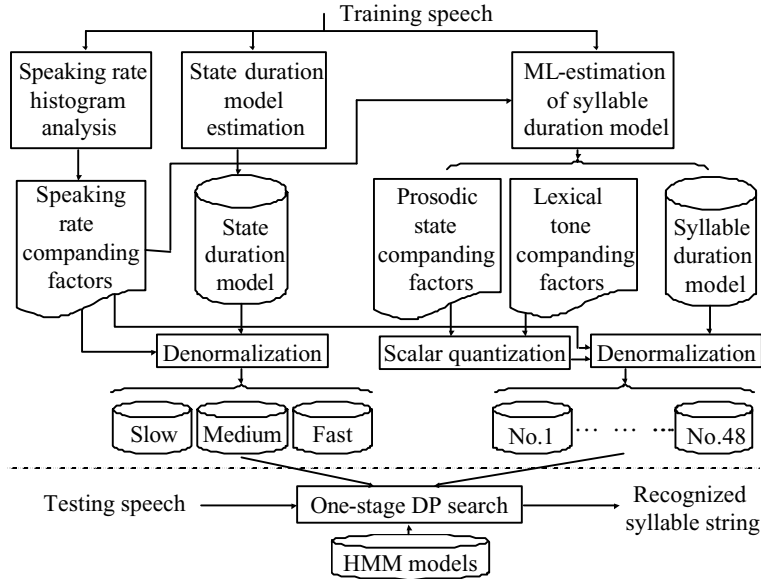 Training speech
Speaking rate
histogram
analysis
State duration
model
estimation
ML-estimation
of syllable
duration model
Speaking
rate
companding
factors
State
duration
model
Prosodic
state
companding
factors
Lexical
tone
companding
factors
Syllable
duration
model
Denormalization
Scalar quantization
Denormalization
Slow
Medium
Fast
No.1
... ... ...
No.48
Testing speech
One-stage DP search
Recognized
syllable string
HMM models